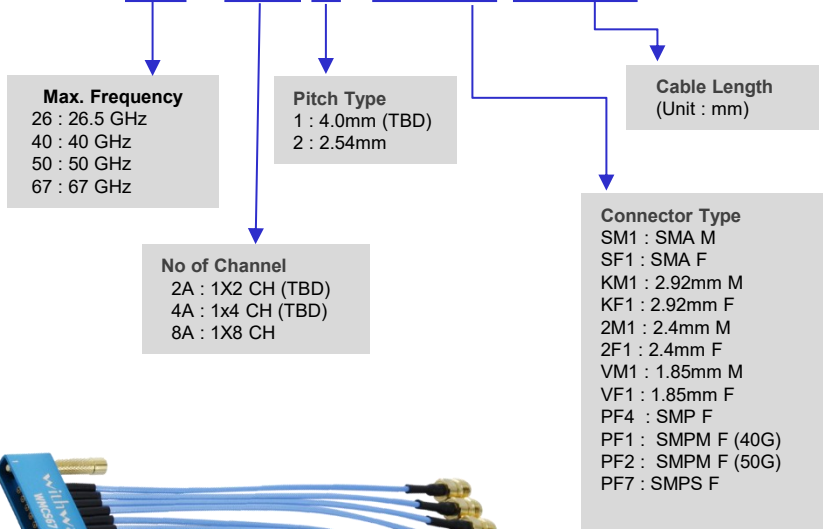 Max. Frequency
26 : 26.5 GHz
40 : 40 GHz
50 : 50 GHz
67 : 67 GHz
Pitch Type
1 : 4.0mm (TBD)
2 : 2.54mm
Cable Length
(Unit : mm)
No of Channel
2A : 1X2 CH (TBD)
4A : 1x4 CH (TBD)
8A : 1X8 CH
Connector Type
SM1 : SMA M
SF1 : SMA F
KM1 : 2.92mm M
KF1 : 2.92mm F
2M1 : 2.4mm M
2F1 : 2.4mm F
VM1 : 1.85mm M
VF1 : 1.85mm F
PF4 : SMP F
PF1 : SMPM F (40G)
PF2 : SMPM F (50G)
PF7 : SMPS F